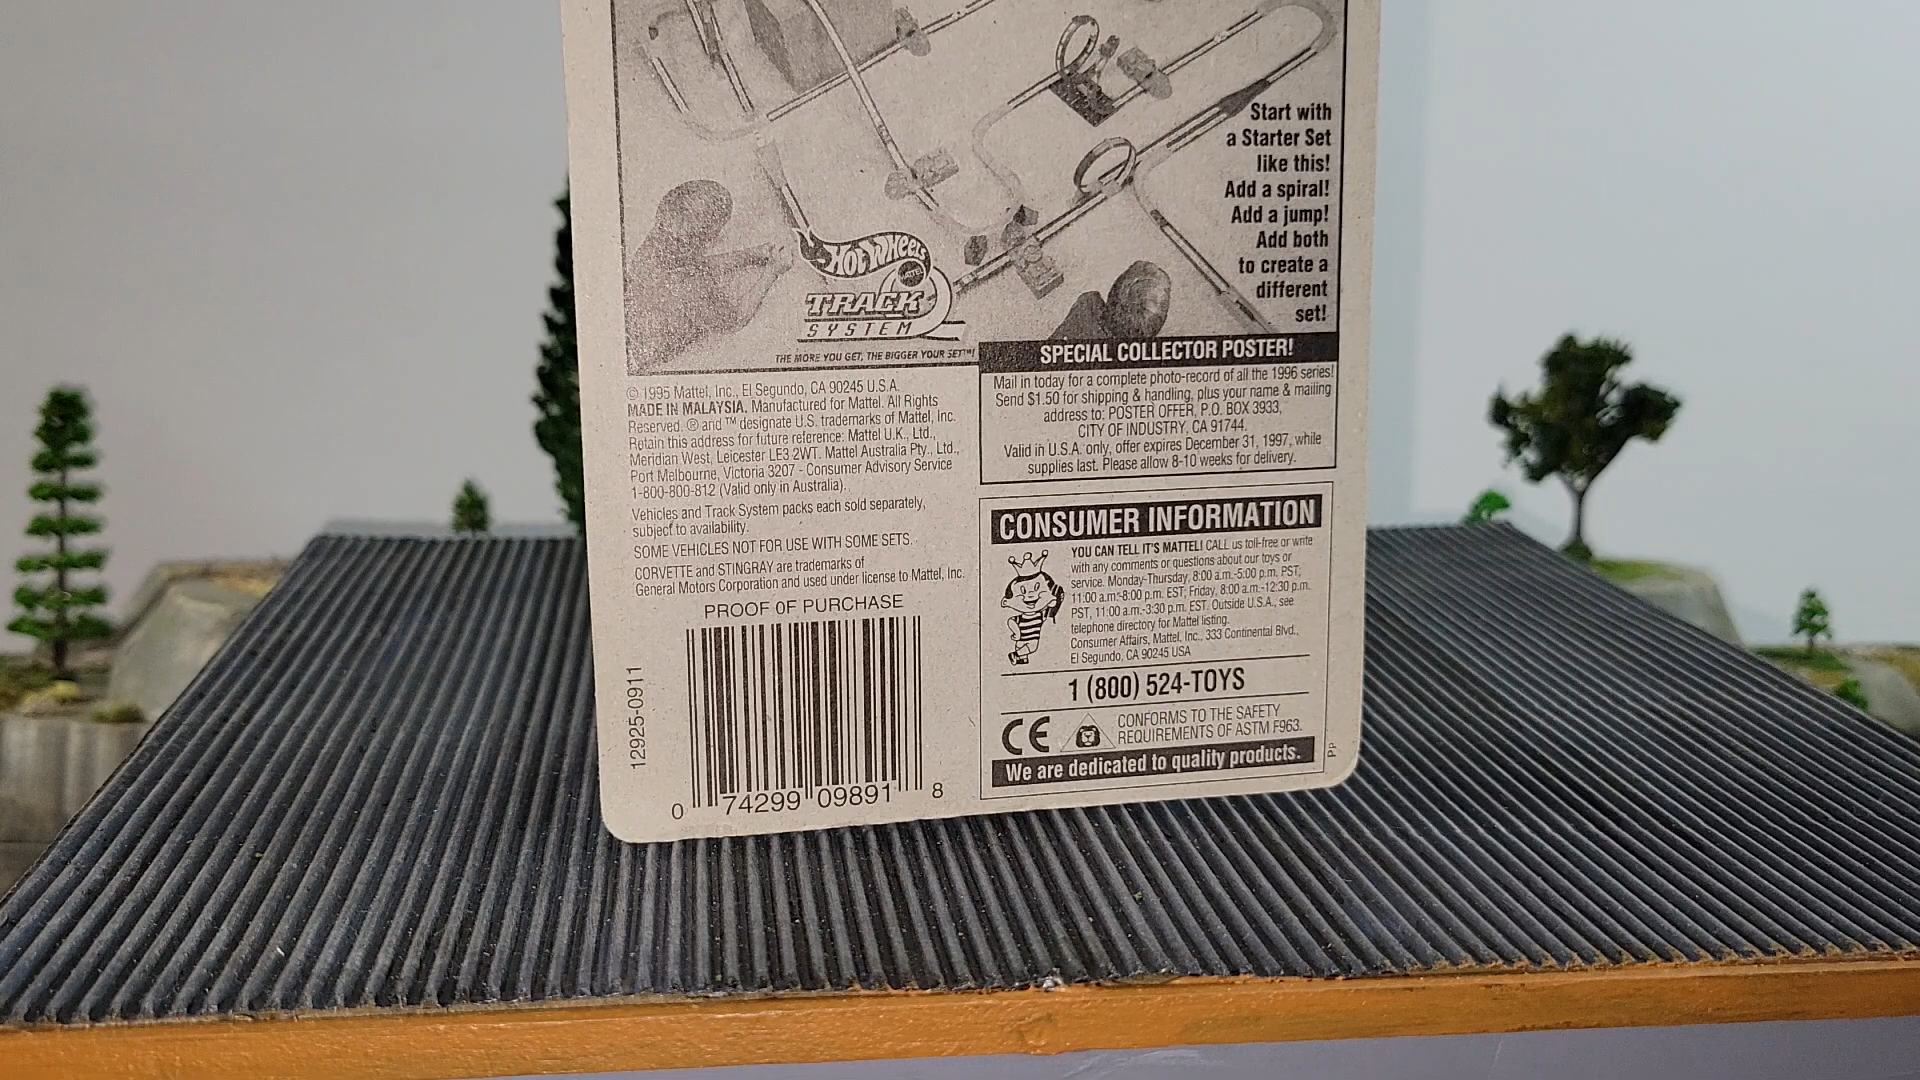 Start with
a Starter Set
like this!
Add a spiral!
Add a jump!
Add both
to create a
different
set!
HOT WHEELS
MATTEL
TRACK
SYSTEM
THE MORE YOU GET, THE BIGGER YOUR SET™!
© 1995 Mattel, Inc., El Segundo, CA 90245 U.S.A.
MADE IN MALAYSIA. Manufactured for Mattel. All Rights
Reserved. ® and ™ designate U.S. trademarks of Mattel, Inc.
Retain this address for future reference: Mattel U.K., Ltd.,
Meridian West, Leicester LE3 2WT. Mattel Australia Pty., Ltd.,
Port Melbourne, Victoria 3207 - Consumer Advisory Service
1-800-800-812 (Valid only in Australia).
Vehicles and Track System packs each sold separately,
subject to availability.
SOME VEHICLES NOT FOR USE WITH SOME SETS.
CORVETTE and STINGRAY are trademarks of
General Motors Corporation and used under license to Mattel, Inc.
PROOF OF PURCHASE
12925-0911
0 74299 09891 8
SPECIAL COLLECTOR POSTER!
Mail in today for a complete photo-record of all the 1996 series!
Send $1.50 for shipping & handling, plus your name & mailing
address to: POSTER OFFER, P.O. BOX 3933,
CITY OF INDUSTRY, CA 91744.
Valid in U.S.A. only, offer expires December 31, 1997, while
supplies last. Please allow 8-10 weeks for delivery.
CONSUMER INFORMATION
YOU CAN TELL IT'S MATTEL! CALL us toll-free or write
with any comments or questions about our toys or
service. Monday-Thursday, 8:00 a.m.-5:00 p.m. PST,
11:00 a.m.-8:00 p.m. EST; Friday, 8:00 a.m.-12:30 p.m.
PST, 11:00 a.m.-3:30 p.m. EST. Outside U.S.A., see
telephone directory for Mattel listing.
Consumer Affairs, Mattel, Inc., 333 Continental Blvd.,
El Segundo, CA 90245 USA
1 (800) 524-TOYS
CE
CONFORMS TO THE SAFETY
REQUIREMENTS OF ASTM F963.
We are dedicated to quality products.
Pp